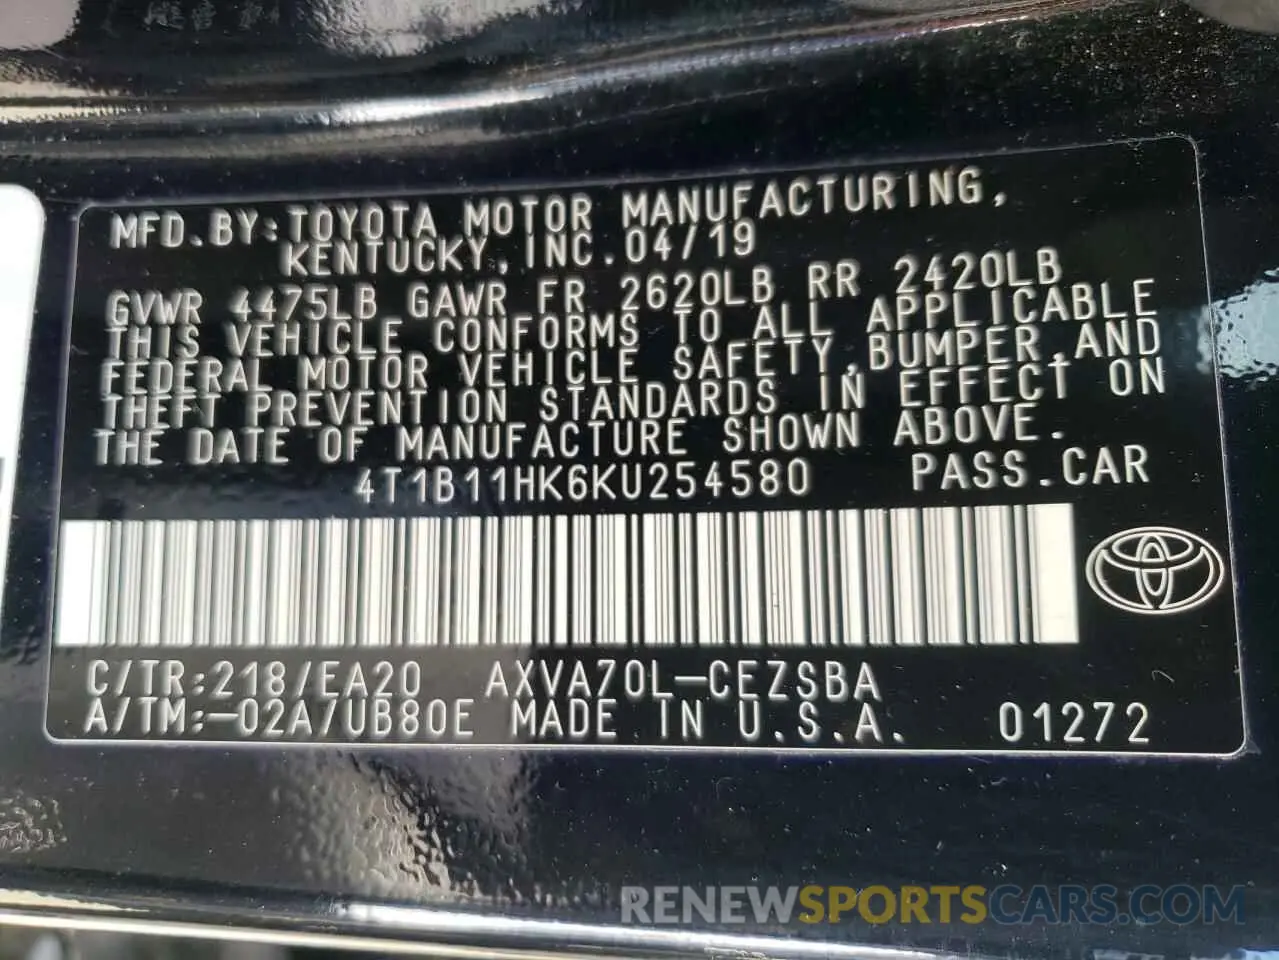 MFD.BY:TOYOTA MOTOR MANUFACTURING,
KENTUCKY,INC.04/19
GVWR 4475LB GAWR FR 2620LB RR 2420LB
THIS VEHICLE CONFORMS TO ALL APPLICABLE
FEDERAL MOTOR VEHICLE SAFETY,BUMPER,AND
THEFT PREVENTION STANDARDS IN EFFECT ON
THE DATE OF MANUFACTURE SHOWN ABOVE.
4T1B11HK6KU254580 PASS.CAR
C/TR:218/EA20 AXVA70L-CEZSBA
A/TM:-02A/UB80E MADE IN U.S.A. 01272
RENEWSPORTSCARS.COM